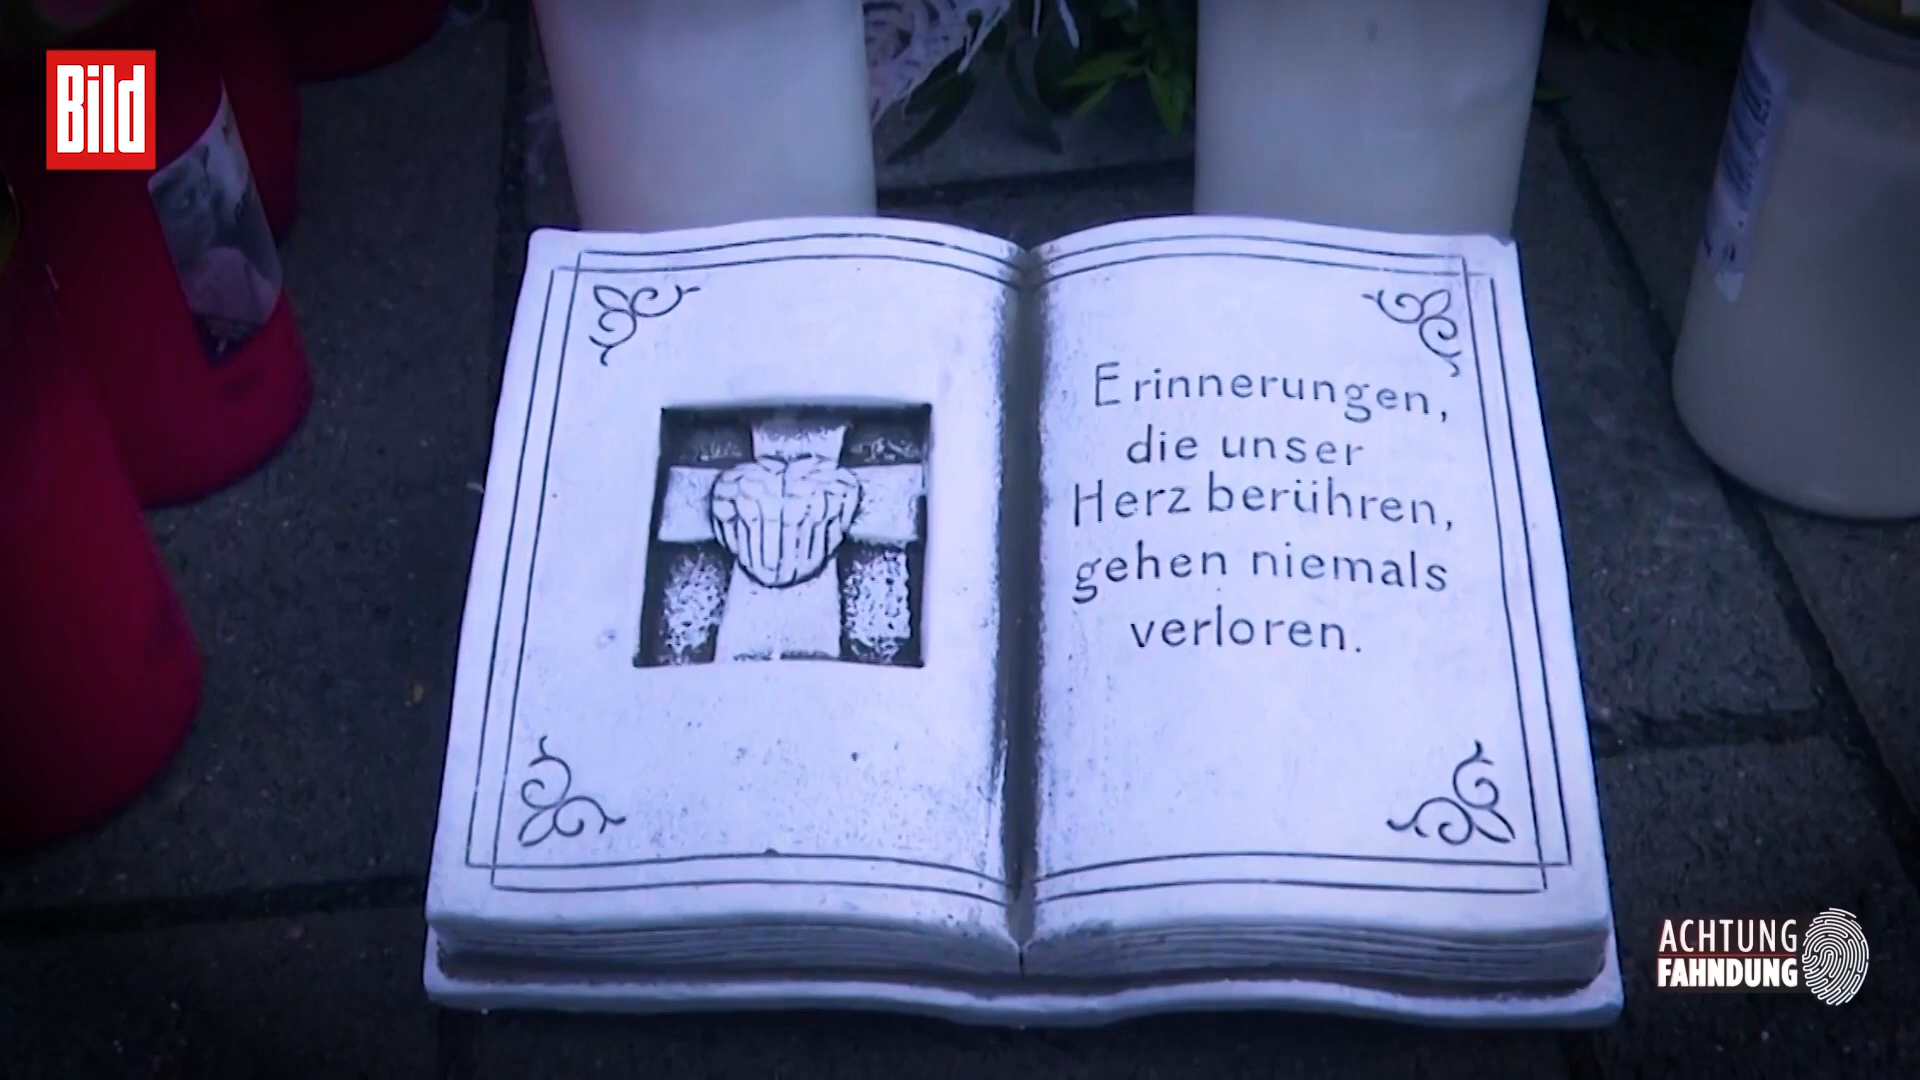 Bild
Erinnerungen,
die unser
Herz berühren,
gehen niemals
verloren.
ACHTUNG
FAHNDUNG